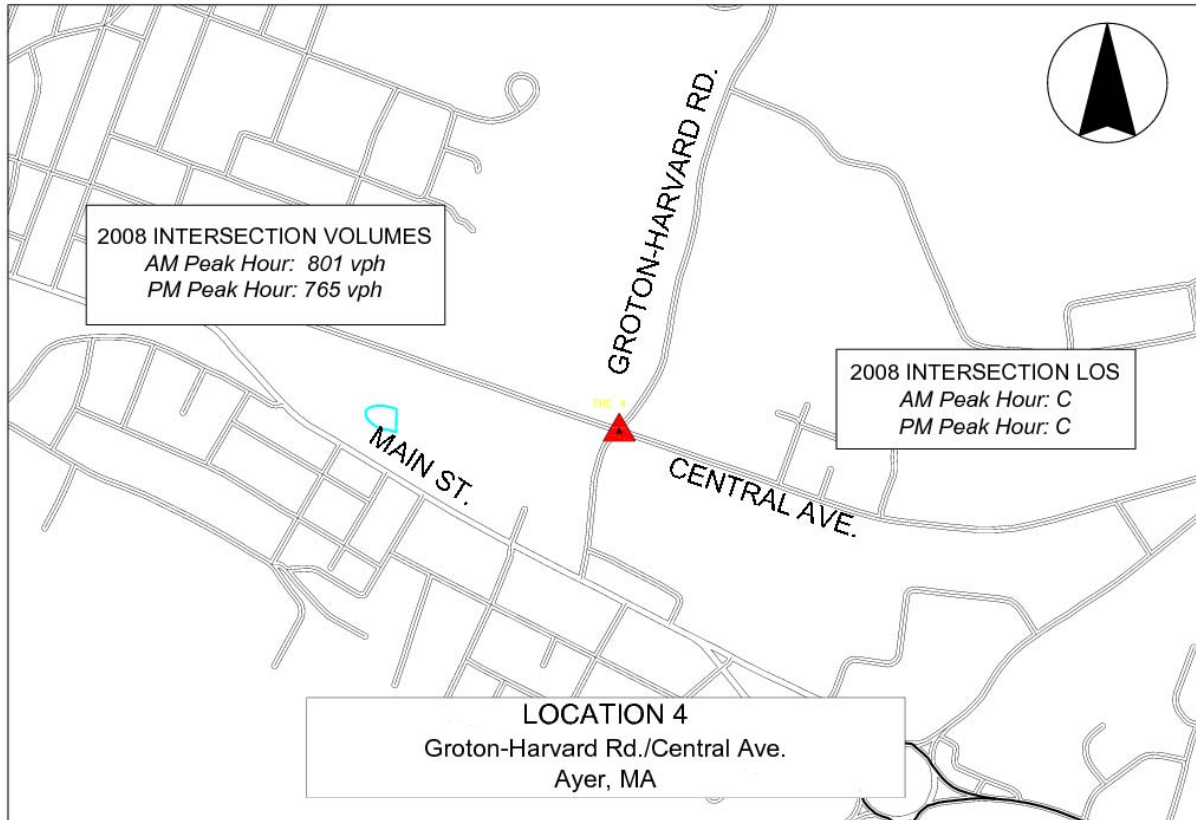 GROTON-HARVARD RD.
2008 INTERSECTION VOLUMES
AM Peak Hour: 801 vph
PM Peak Hour: 765 vph
2008 INTERSECTION LOS
AM Peak Hour: C
PM Peak Hour: C
TMC 4
MAIN ST.
CENTRAL AVE.
LOCATION 4
Groton-Harvard Rd./Central Ave.
Ayer, MA